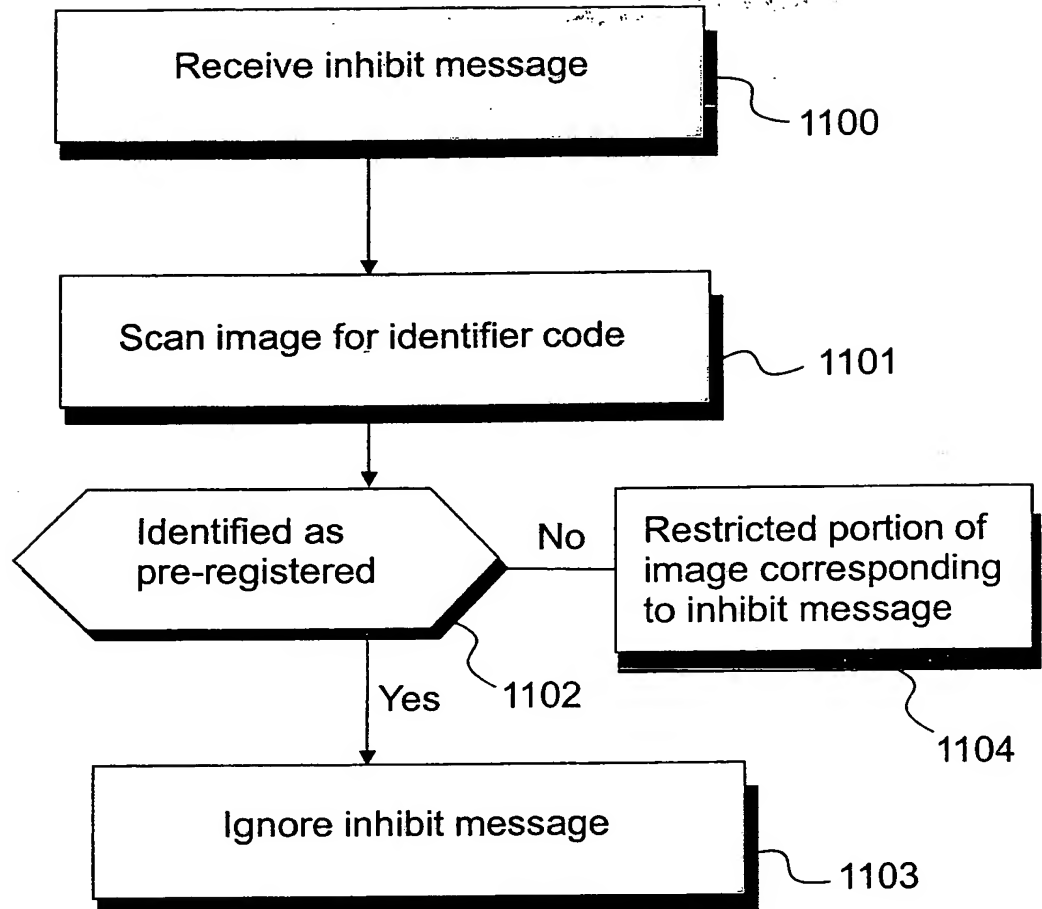 Receive inhibit message
1100
Scan image for identifier code
1101
Identified as
pre-registered
No
Restricted portion of
image corresponding
to inhibit message
Yes
1102
1104
Ignore inhibit message
1103